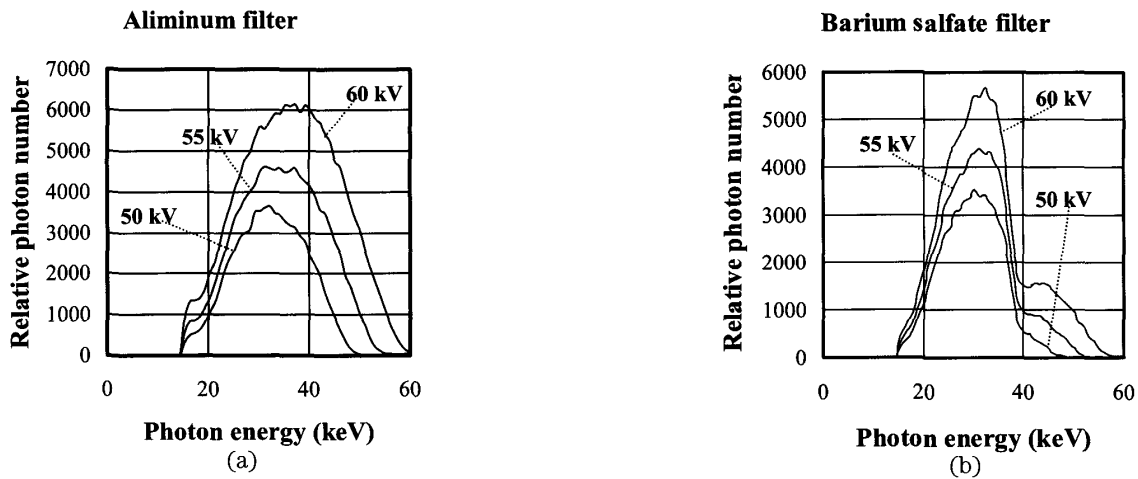 Aliminum filter
Relative photon number
7000
6000
5000
4000
3000
2000
1000
0
60 kV
55 kV
50 kV
0 20 40 60
Photon energy (keV)
(a)
Barium salfate filter
Relative photon number
6000
5000
4000
3000
2000
1000
0
60 kV
55 kV
50 kV
0 20 40 60
Photon energy (keV)
(b)